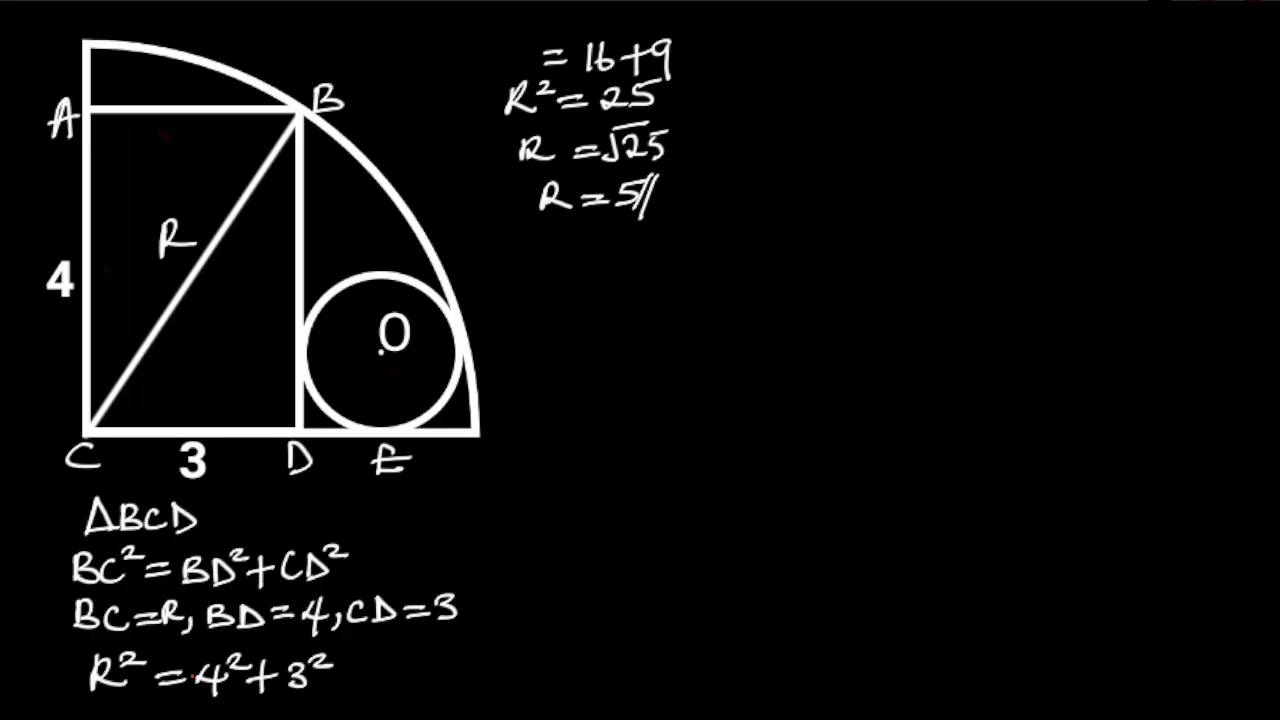 A
B
R
4
O
C
3
D
E
ΔBCD
BC²=BD²+CD²
BC=R, BD=4, CD=3
R²=4²+3²
=16+9
R²=25
R=√25
R=5//